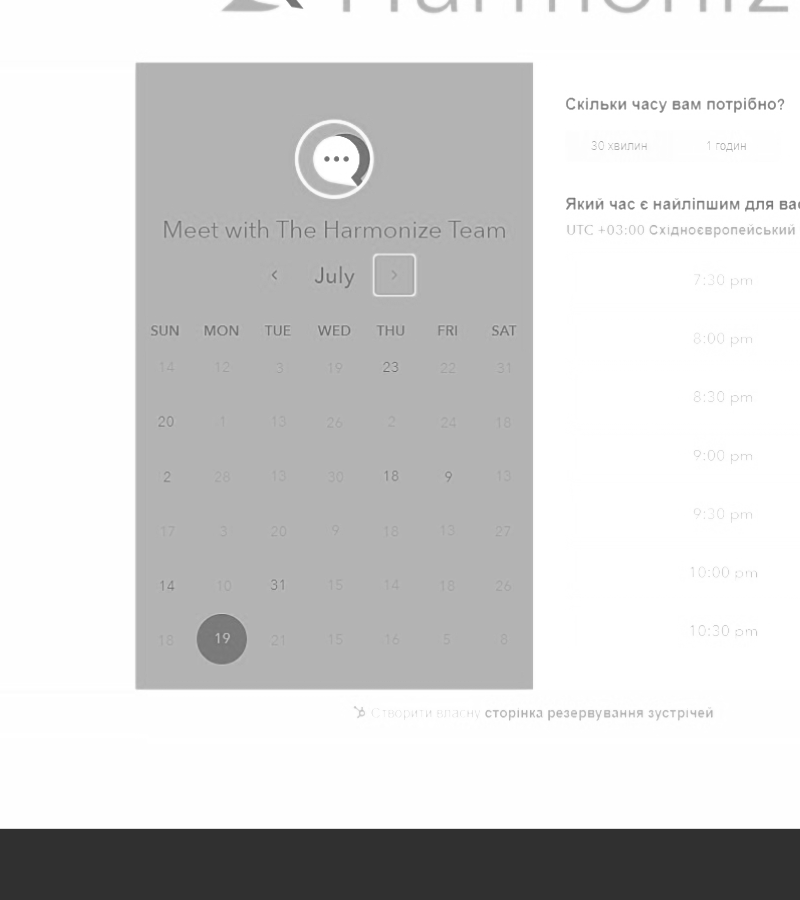 Harmoniz
Meet with The Harmonize Team
July
SUN MON TUE WED THU FRI SAT
14 12 3 19 23 22 31
20 1 13 26 2 24 18
2 28 13 30 18 9 13
17 3 20 9 18 13 27
14 10 31 15 14 18 26
18 19 21 15 16 5 8
Скільки часу вам потрібно?
30 хвилин 1 годин
Який час є найліпшим для вас
UTC +03:00 Східноєвропейський
7:30 pm
8:00 pm
8:30 pm
9:00 pm
9:30 pm
10:00 pm
10:30 pm
Створити власну сторінка резервування зустрічей